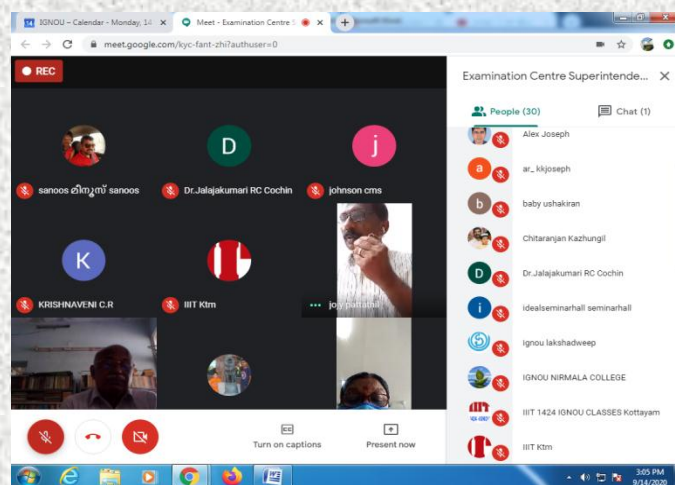 IGNOU – Calendar - Monday, 14
Meet - Examination Centre S
meet.google.com/kyc-fant-zhi?authuser=0
REC
Examination Centre Superintende...
People (30)
Chat (1)
sanoos മിനൂസ് sanoos
Dr.Jalajakumari RC Cochin
johnson cms
KRISHNAVENI C.R
IIIT Ktm
D
j
K
Alex Joseph
a
ar_ kkjoseph
b
baby ushakiran
Chitaranjan Kazhungil
D
Dr.Jalajakumari RC Cochin
i
idealseminarhall seminarhall
ignou lakshadweep
IGNOU NIRMALA COLLEGE
IIIT 1424 IGNOU CLASSES Kottayam
IIIT Ktm
Turn on captions
Present now
3:05 PM
9/14/2020